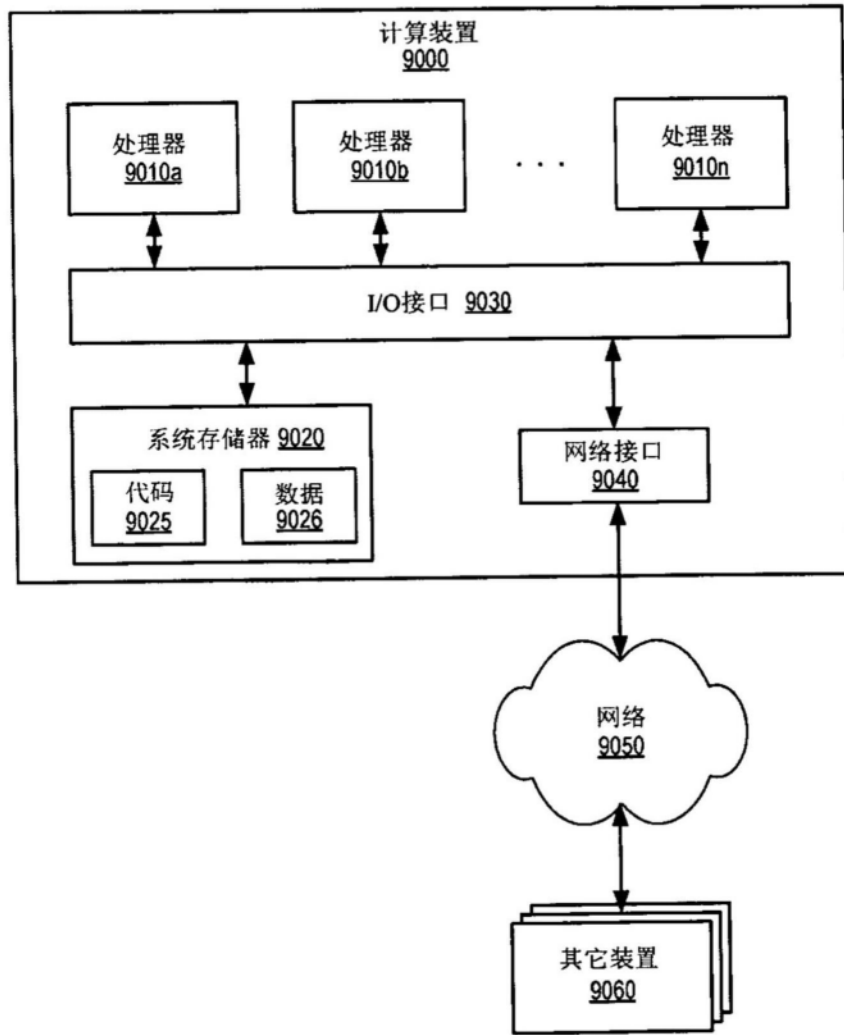 计算装置
9000
处理器
9010a
处理器
9010b
. . .
处理器
9010n
I/O接口 9030
系统存储器 9020
代码
9025
数据
9026
网络接口
9040
网络
9050
其它装置
9060